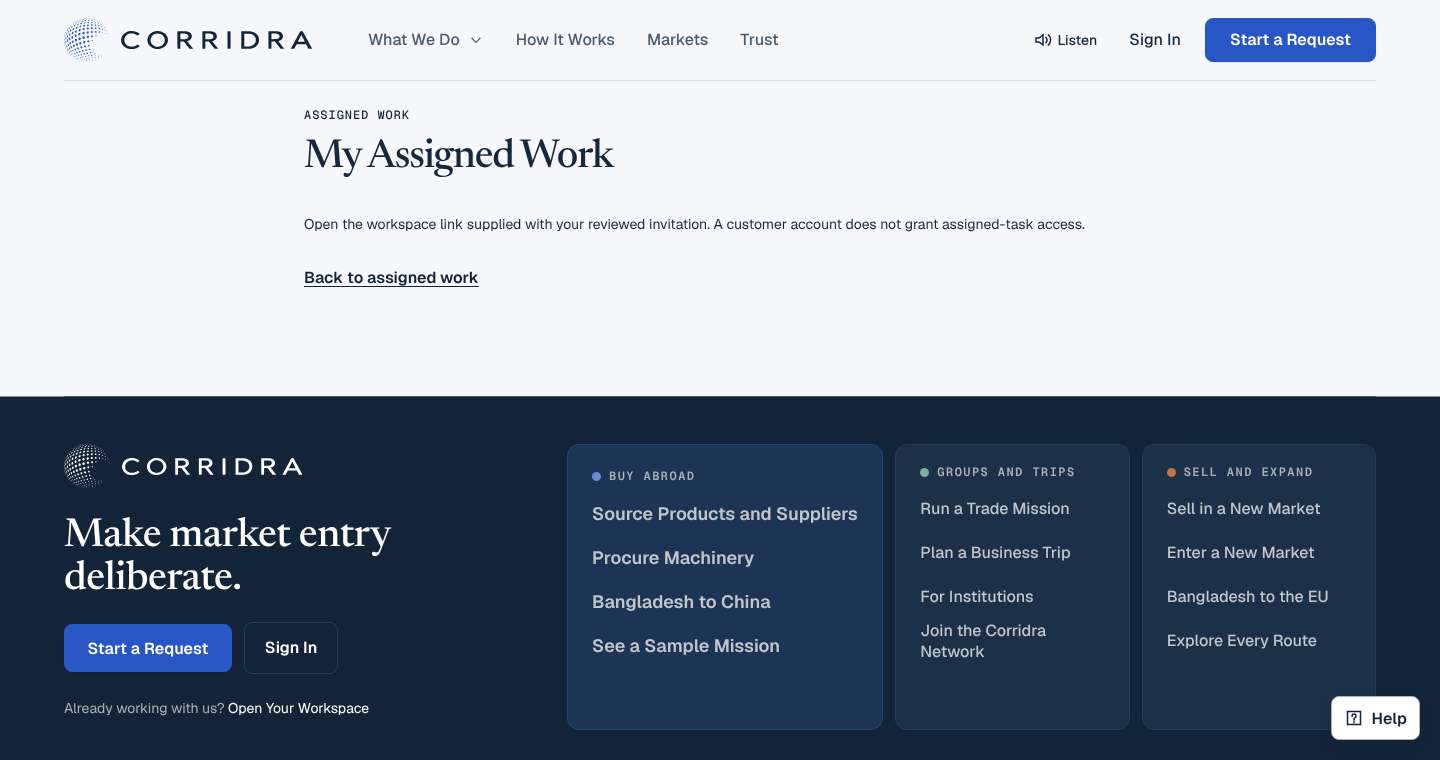 CORRIDRA
What We Do
How It Works
Markets
Trust
Listen
Sign In
Start a Request
ASSIGNED WORK
My Assigned Work
Open the workspace link supplied with your reviewed invitation. A customer account does not grant assigned-task access.
Back to assigned work
CORRIDRA
Make market entry
deliberate.
Start a Request
Sign In
Already working with us? Open Your Workspace
BUY ABROAD
Source Products and Suppliers
Procure Machinery
Bangladesh to China
See a Sample Mission
GROUPS AND TRIPS
Run a Trade Mission
Plan a Business Trip
For Institutions
Join the Corridra
Network
SELL AND EXPAND
Sell in a New Market
Enter a New Market
Bangladesh to the EU
Explore Every Route
Help